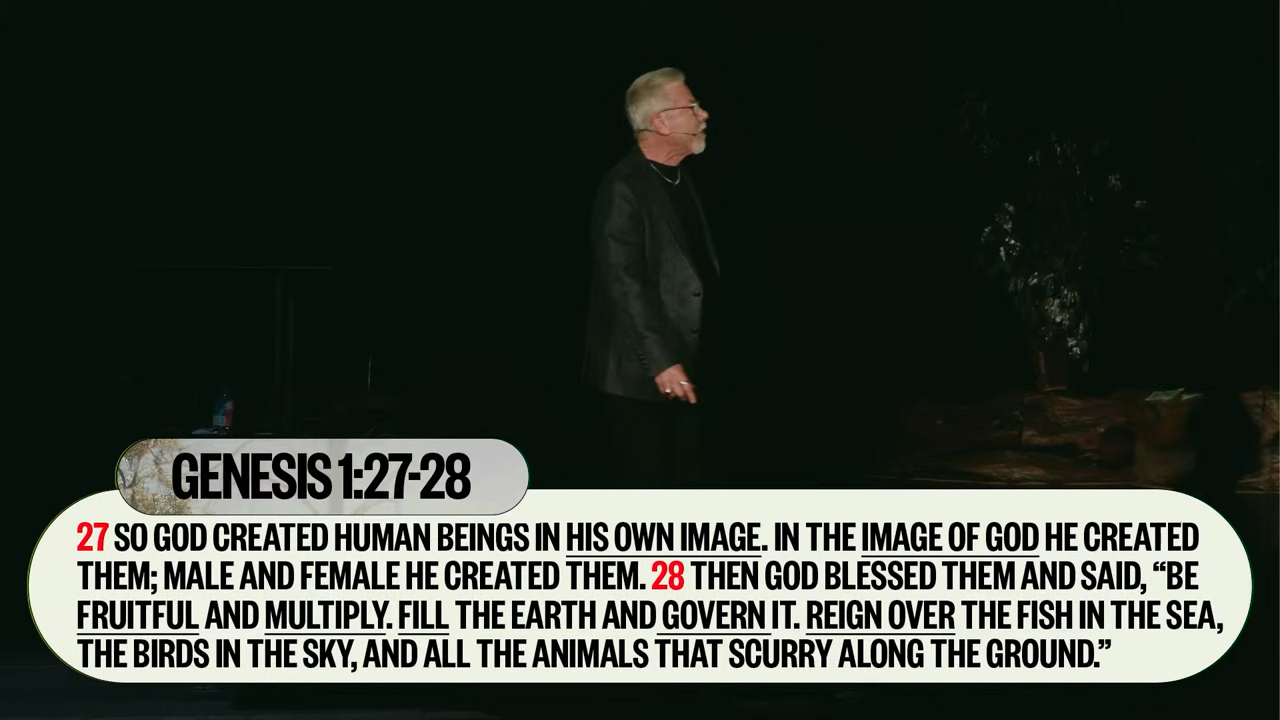 GENESIS 1:27-28
27 SO GOD CREATED HUMAN BEINGS IN HIS OWN IMAGE. IN THE IMAGE OF GOD HE CREATED
THEM; MALE AND FEMALE HE CREATED THEM. 28 THEN GOD BLESSED THEM AND SAID, “BE
FRUITFUL AND MULTIPLY. FILL THE EARTH AND GOVERN IT. REIGN OVER THE FISH IN THE SEA,
THE BIRDS IN THE SKY, AND ALL THE ANIMALS THAT SCURRY ALONG THE GROUND.”